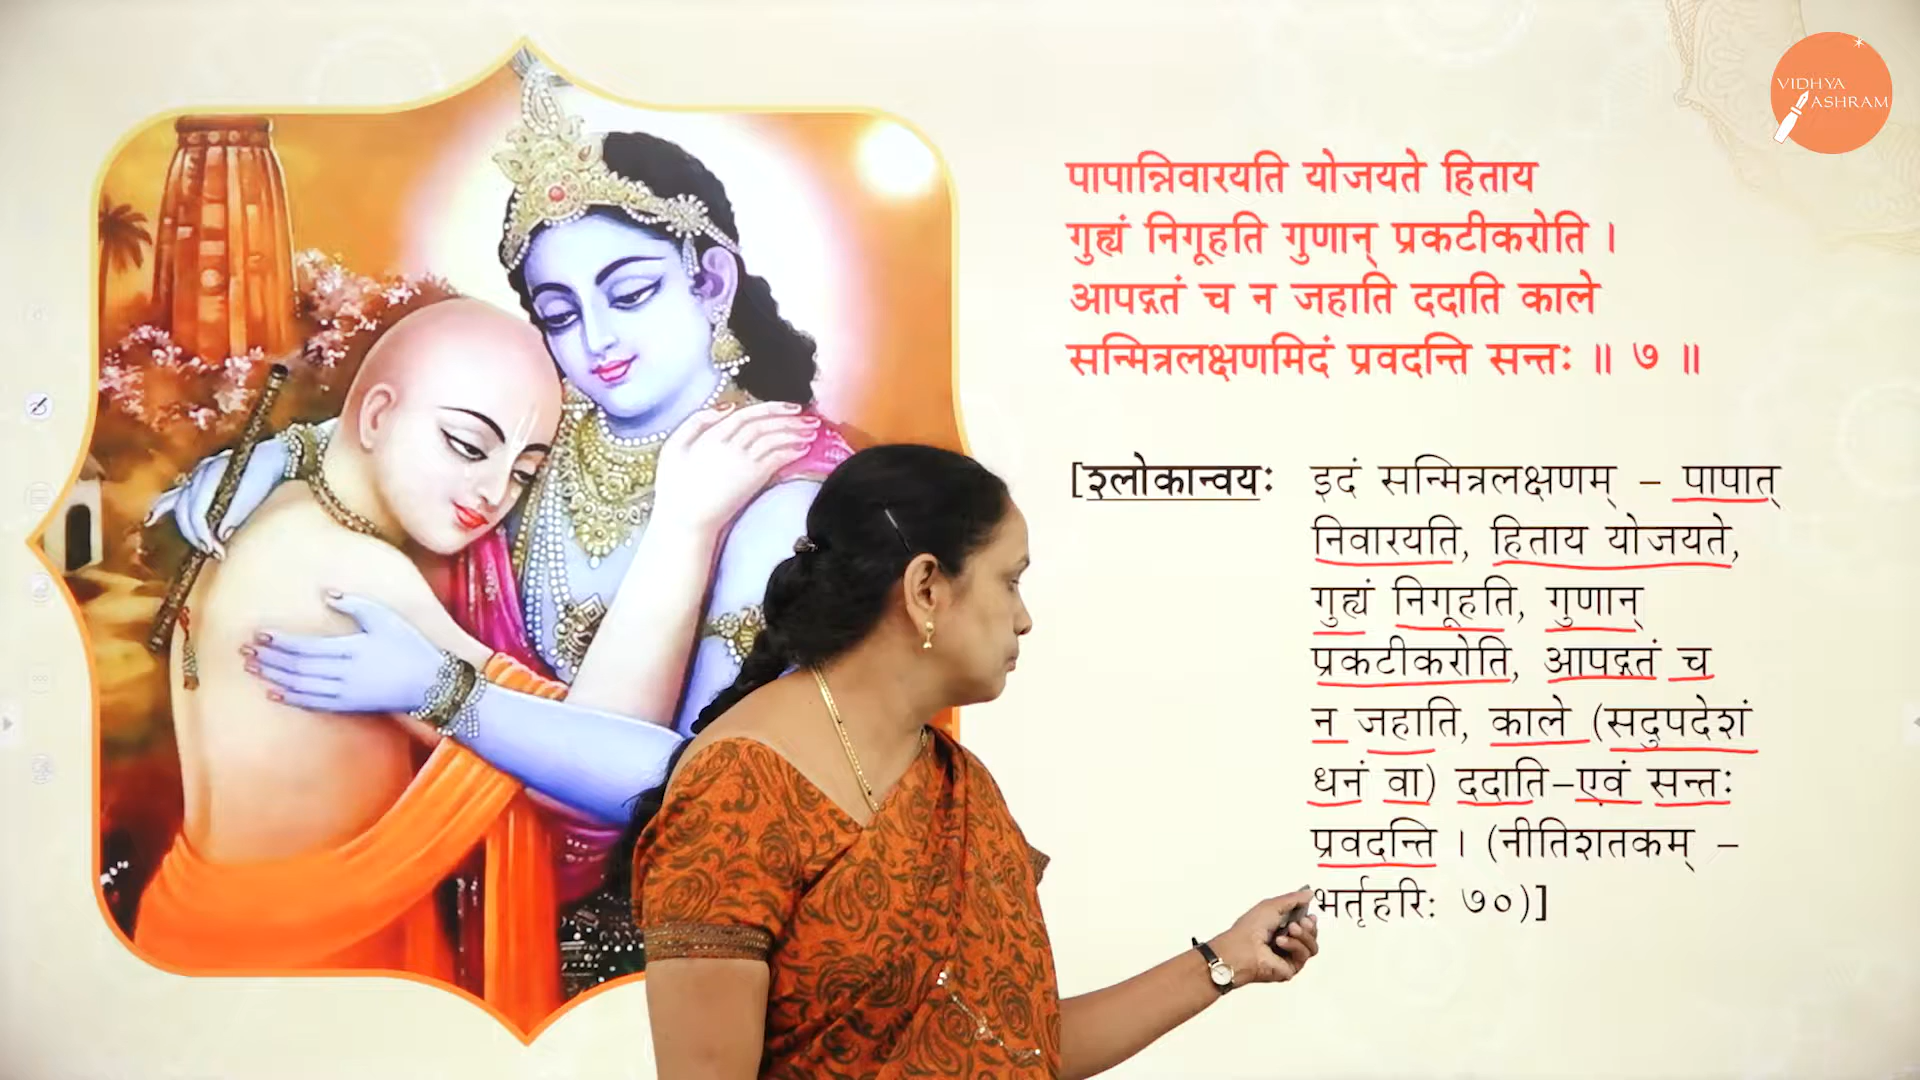 VIDHYA
ASHRAM
पापान्निवारयति योजयते हिताय
गुह्यं निगूहति गुणान् प्रकटीकरोति ।
आपद्गतं च न जहाति ददाति काले
सन्मित्रलक्षणमिदं प्रवदन्ति सन्तः ॥ ७ ॥
[श्लोकान्वयः इदं सन्मित्रलक्षणम् – पापात्
निवारयति, हिताय योजयते,
गुह्यं निगूहति, गुणान्
प्रकटीकरोति, आपद्गतं च
न जहाति, काले (सदुपदेशं
धनं वा) ददाति–एवं सन्तः
प्रवदन्ति । (नीतिशतकम् –
भर्तृहरिः ७०)]